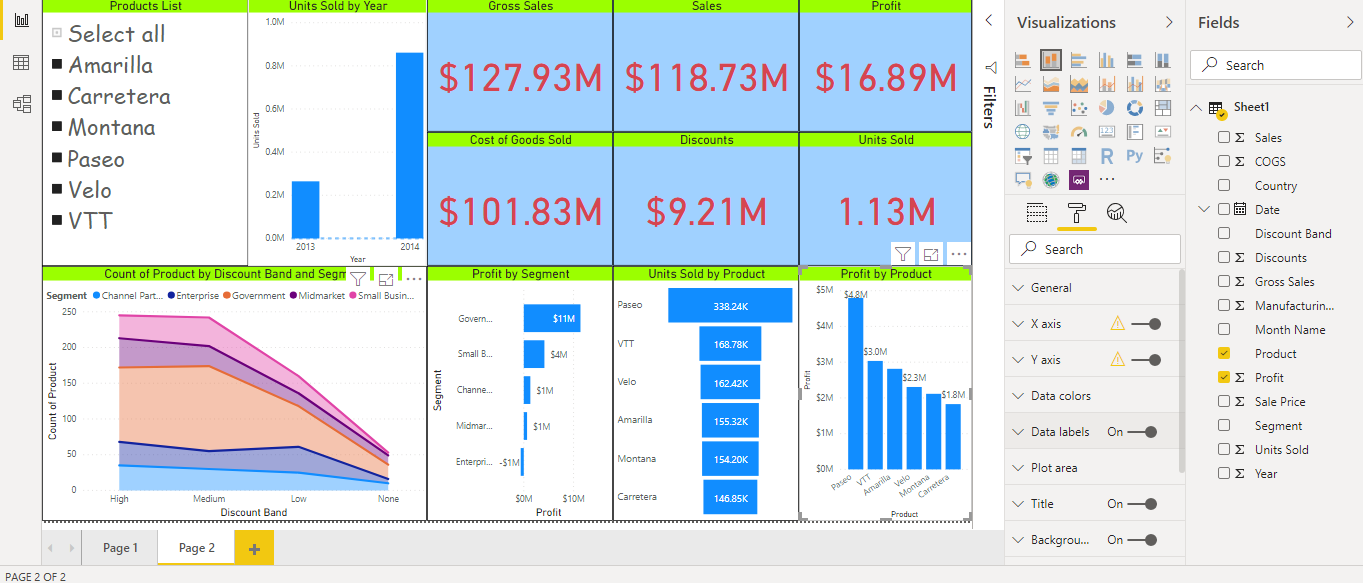 Products List
Select all
Amarilla
Carretera
Montana
Paseo
Velo
VTT
Units Sold by Year
1.0M
0.8M
0.6M
0.4M
0.2M
0.0M
Units Sold
2013
2014
Year
Gross Sales
$127.93M
Sales
$118.73M
Profit
$16.89M
Cost of Goods Sold
$101.83M
Discounts
$9.21M
Units Sold
1.13M
Count of Product by Discount Band and Segm
Segment Channel Part... Enterprise Government Midmarket Small Busin...
250
200
150
100
50
0
Count of Product
High
Medium
Low
None
Discount Band
Profit by Segment
Segment
Govern...
$11M
Small B...
$4M
Channe...
$1M
Midmar...
$1M
Enterpri...
-$1M
$0M
$10M
Profit
Units Sold by Product
Paseo
338.24K
VTT
168.78K
Velo
162.42K
Amarilla
155.32K
Montana
154.20K
Carretera
146.85K
Profit by Product
$5M
$4M
$3M
$2M
$1M
$0M
Profit
$4.8M
$3.0M
$2.3M
$1.8M
Paseo
VTT
Amarilla
Velo
Montana
Carretera
Product
Filters
Visualizations
123
R
Py
Search
General
X axis
Y axis
Data colors
Data labels On
Plot area
Title On
Backgrou... On
Fields
Search
Sheet1
Σ Sales
Σ COGS
Country
Date
Discount Band
Σ Discounts
Σ Gross Sales
Σ Manufacturin...
Month Name
Product
Σ Profit
Σ Sale Price
Segment
Σ Units Sold
Σ Year
Page 1
Page 2
+
PAGE 2 OF 2